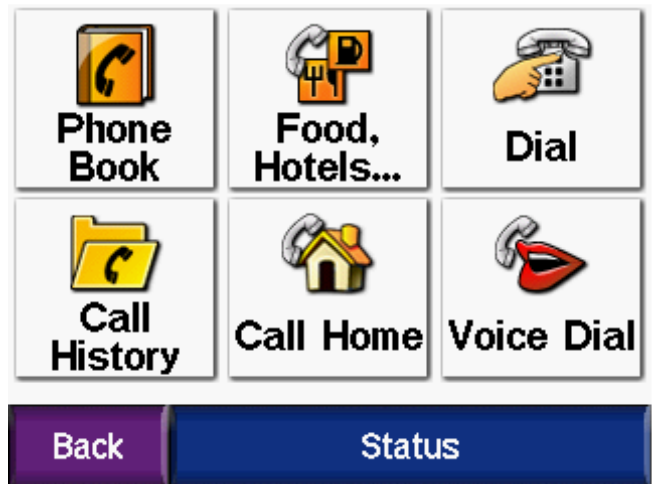 Phone
Book
Food,
Hotels...
Dial
Call
History
Call Home
Voice Dial
Back
Status